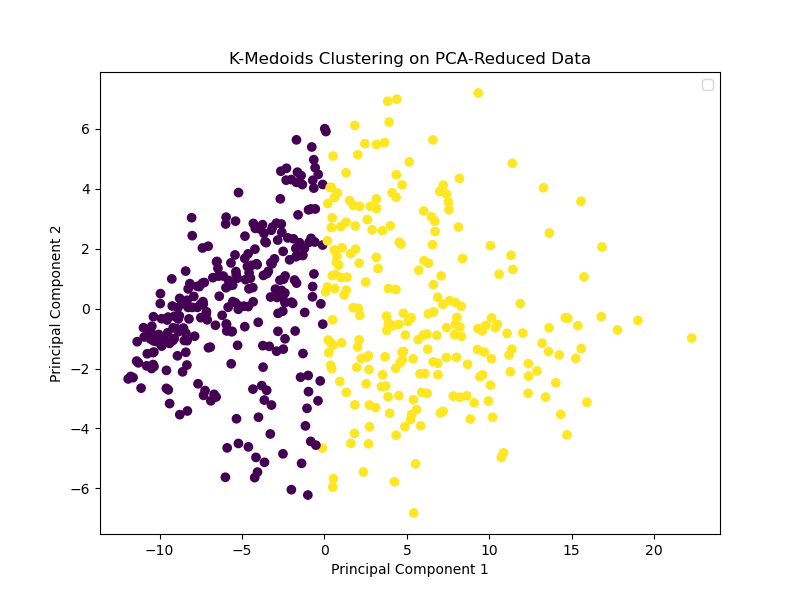 K-Medoids Clustering on PCA-Reduced Data
6
4
2
0
−2
−4
−6
Principal Component 2
−10 −5 0 5 10 15 20
Principal Component 1